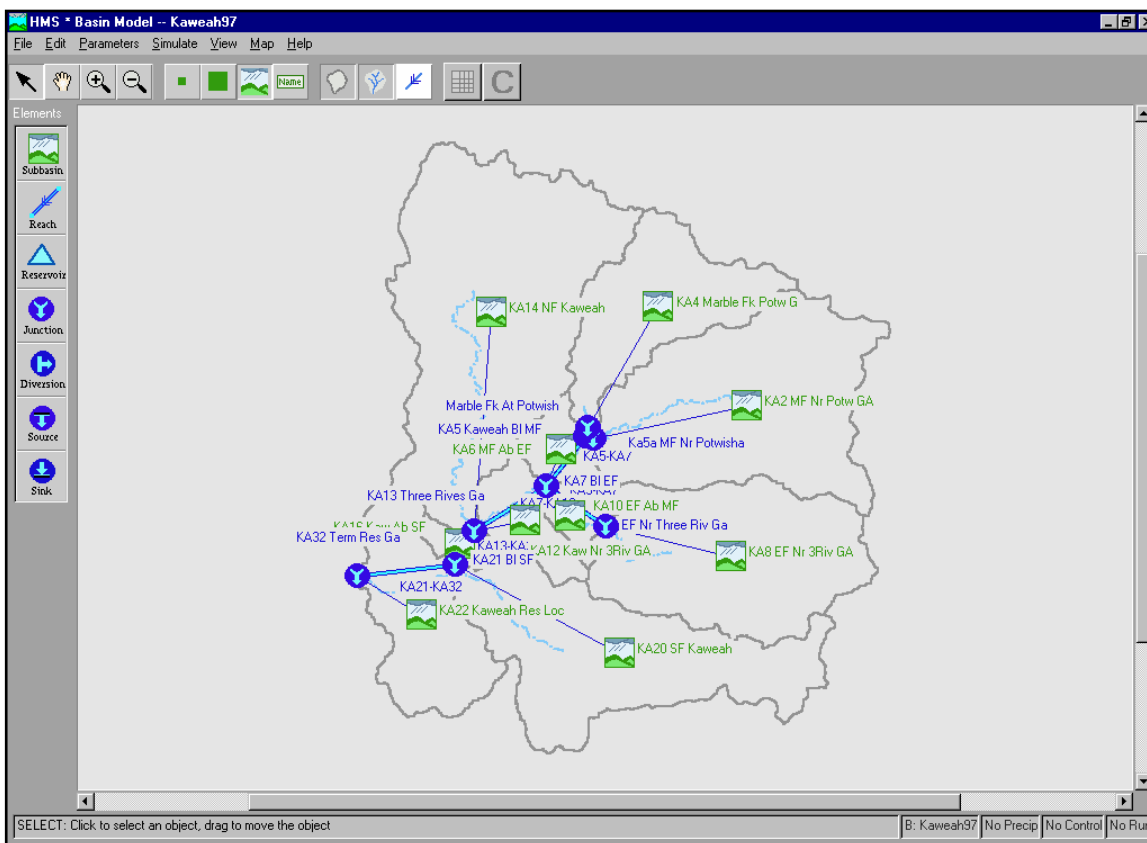 HMS * Basin Model -- Kaweah97
File Edit Parameters Simulate View Map Help
Name
C
Elements
Subbasin
Reach
Reservoir
Junction
Diversion
Source
Sink
KA14 NF Kaweah
KA4 Marble Fk Potw G
KA2 MF Nr Potw GA
Marble Fk At Potwish
KA5 Kaweah Bl MF
Ka5a MF Nr Potwisha
KA6 MF Ab EF
KA5-KA7
KA7 Bl EF
KA13 Three Rives Ga
KA10 EF Ab MF
EF Nr Three Riv Ga
Ab SF
KA32 Term Res Ga
KA12 Kaw Nr 3Riv GA
KA8 EF Nr 3Riv GA
KA21 Bl SF
KA21-KA32
KA22 Kaweah Res Loc
KA20 SF Kaweah
SELECT: Click to select an object, drag to move the object
B: Kaweah97 No Precip No Control No Run